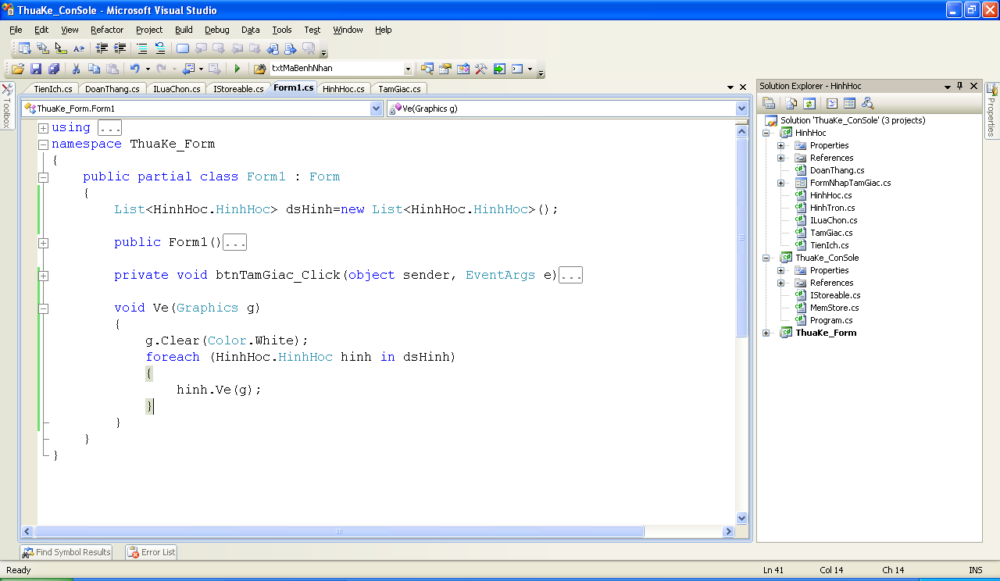 ThuaKe_ConSole - Microsoft Visual Studio
File Edit View Refactor Project Build Debug Data Tools Test Window Help
txtMaBenhNhan
TienIch.cs DoanThang.cs ILuaChon.cs IStoreable.cs Form1.cs HinhHoc.cs TamGiac.cs
ThuaKe_Form.Form1 Ve(Graphics g)
Toolbox
using ...
namespace ThuaKe_Form
{
public partial class Form1 : Form
{
List<HinhHoc.HinhHoc> dsHinh=new List<HinhHoc.HinhHoc>();
public Form1()...
private void btnTamGiac_Click(object sender, EventArgs e)...
void Ve(Graphics g)
{
g.Clear(Color.White);
foreach (HinhHoc.HinhHoc hinh in dsHinh)
{
hinh.Ve(g);
}
}
}
}
Solution Explorer - HinhHoc
Solution 'ThuaKe_ConSole' (3 projects)
HinhHoc
Properties
References
DoanThang.cs
FormNhapTamGiac.cs
HinhHoc.cs
HinhTron.cs
ILuaChon.cs
TamGiac.cs
TienIch.cs
ThuaKe_ConSole
Properties
References
IStoreable.cs
MemStore.cs
Program.cs
ThuaKe_Form
Properties
Find Symbol Results Error List
Ready Ln 41 Col 14 Ch 14 INS